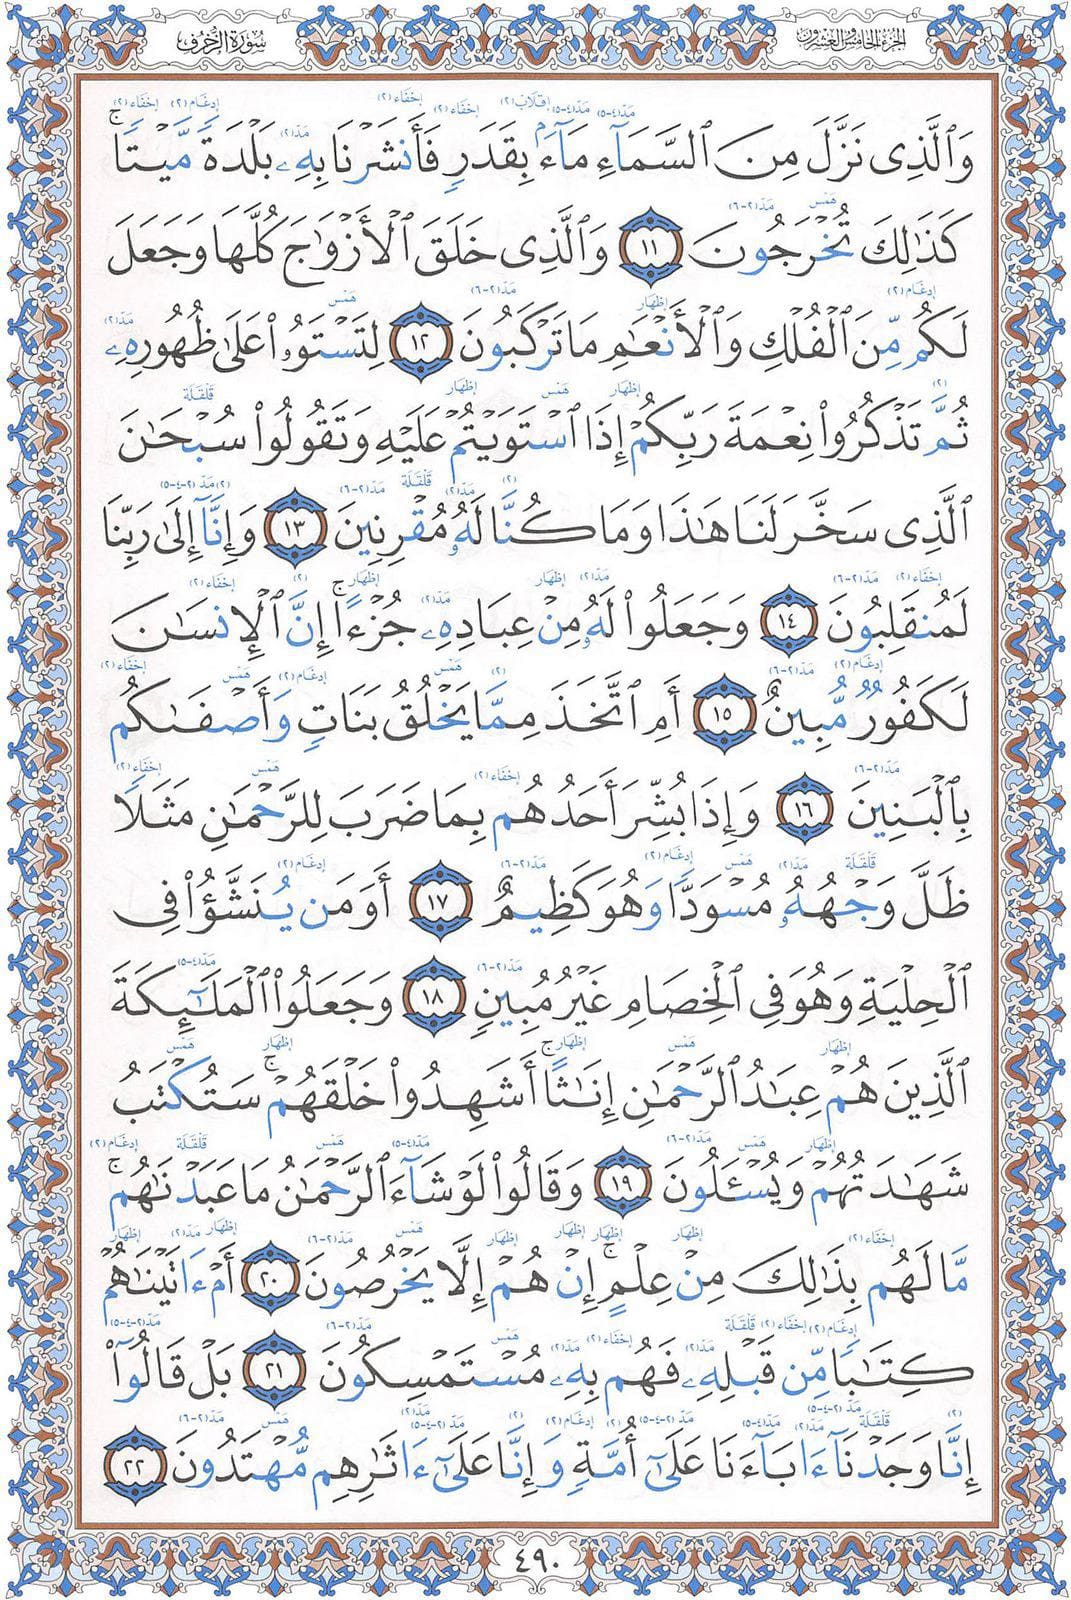 الجزء الخامس والعشرون
سورة الزخرف
وَٱلَّذِى نَزَّلَ مِنَ ٱلسَّمَآءِ مَآءًۢ بِقَدَرٍ فَأَنشَرْنَا بِهِۦ بَلْدَةً مَّيْتًاۚ
كَذَٰلِكَ تُخْرَجُونَ ١١ وَٱلَّذِى خَلَقَ ٱلْأَزْوَٰجَ كُلَّهَا وَجَعَلَ
لَكُم مِّنَ ٱلْفُلْكِ وَٱلْأَنْعَٰمِ مَا تَرْكَبُونَ ١٢ لِتَسْتَوُۥا۟ عَلَىٰ ظُهُورِهِۦ
ثُمَّ تَذْكُرُوا۟ نِعْمَةَ رَبِّكُمْ إِذَا ٱسْتَوَيْتُمْ عَلَيْهِ وَتَقُولُوا۟ سُبْحَٰنَ
ٱلَّذِى سَخَّرَ لَنَا هَٰذَا وَمَا كُنَّا لَهُۥ مُقْرِنِينَ ١٣ وَإِنَّآ إِلَىٰ رَبِّنَا
لَمُنقَلِبُونَ ١٤ وَجَعَلُوا۟ لَهُۥ مِنْ عِبَادِهِۦ جُزْءًاۚ إِنَّ ٱلْإِنسَٰنَ
لَكَفُورٌ مُّبِينٌ ١٥ أَمِ ٱتَّخَذَ مِمَّا يَخْلُقُ بَنَاتٍ وَأَصْفَىٰكُم
بِٱلْبَنِينَ ١٦ وَإِذَا بُشِّرَ أَحَدُهُم بِمَا ضَرَبَ لِلرَّحْمَٰنِ مَثَلًا
ظَلَّ وَجْهُهُۥ مُسْوَدًّا وَهُوَ كَظِيمٌ ١٧ أَوَمَن يُنَشَّؤُا۟ فِى
ٱلْحِلْيَةِ وَهُوَ فِى ٱلْخِصَامِ غَيْرُ مُبِينٍ ١٨ وَجَعَلُوا۟ ٱلْمَلَٰٓئِكَةَ
ٱلَّذِينَ هُمْ عِبَٰدُ ٱلرَّحْمَٰنِ إِنَٰثًاۚ أَشَهِدُوا۟ خَلْقَهُمْۚ سَتُكْتَبُ
شَهَٰدَتُهُمْ وَيُسْـَٔلُونَ ١٩ وَقَالُوا۟ لَوْ شَآءَ ٱلرَّحْمَٰنُ مَا عَبَدْنَٰهُمۗ
مَّا لَهُم بِذَٰلِكَ مِنْ عِلْمٍۖ إِنْ هُمْ إِلَّا يَخْرُصُونَ ٢٠ أَمْ ءَاتَيْنَٰهُمْ
كِتَٰبًا مِّن قَبْلِهِۦ فَهُم بِهِۦ مُسْتَمْسِكُونَ ٢١ بَلْ قَالُوٓا۟
إِنَّا وَجَدْنَآ ءَابَآءَنَا عَلَىٰٓ أُمَّةٍ وَإِنَّا عَلَىٰٓ ءَاثَٰرِهِم مُّهْتَدُونَ ٢٢
٤٩٠